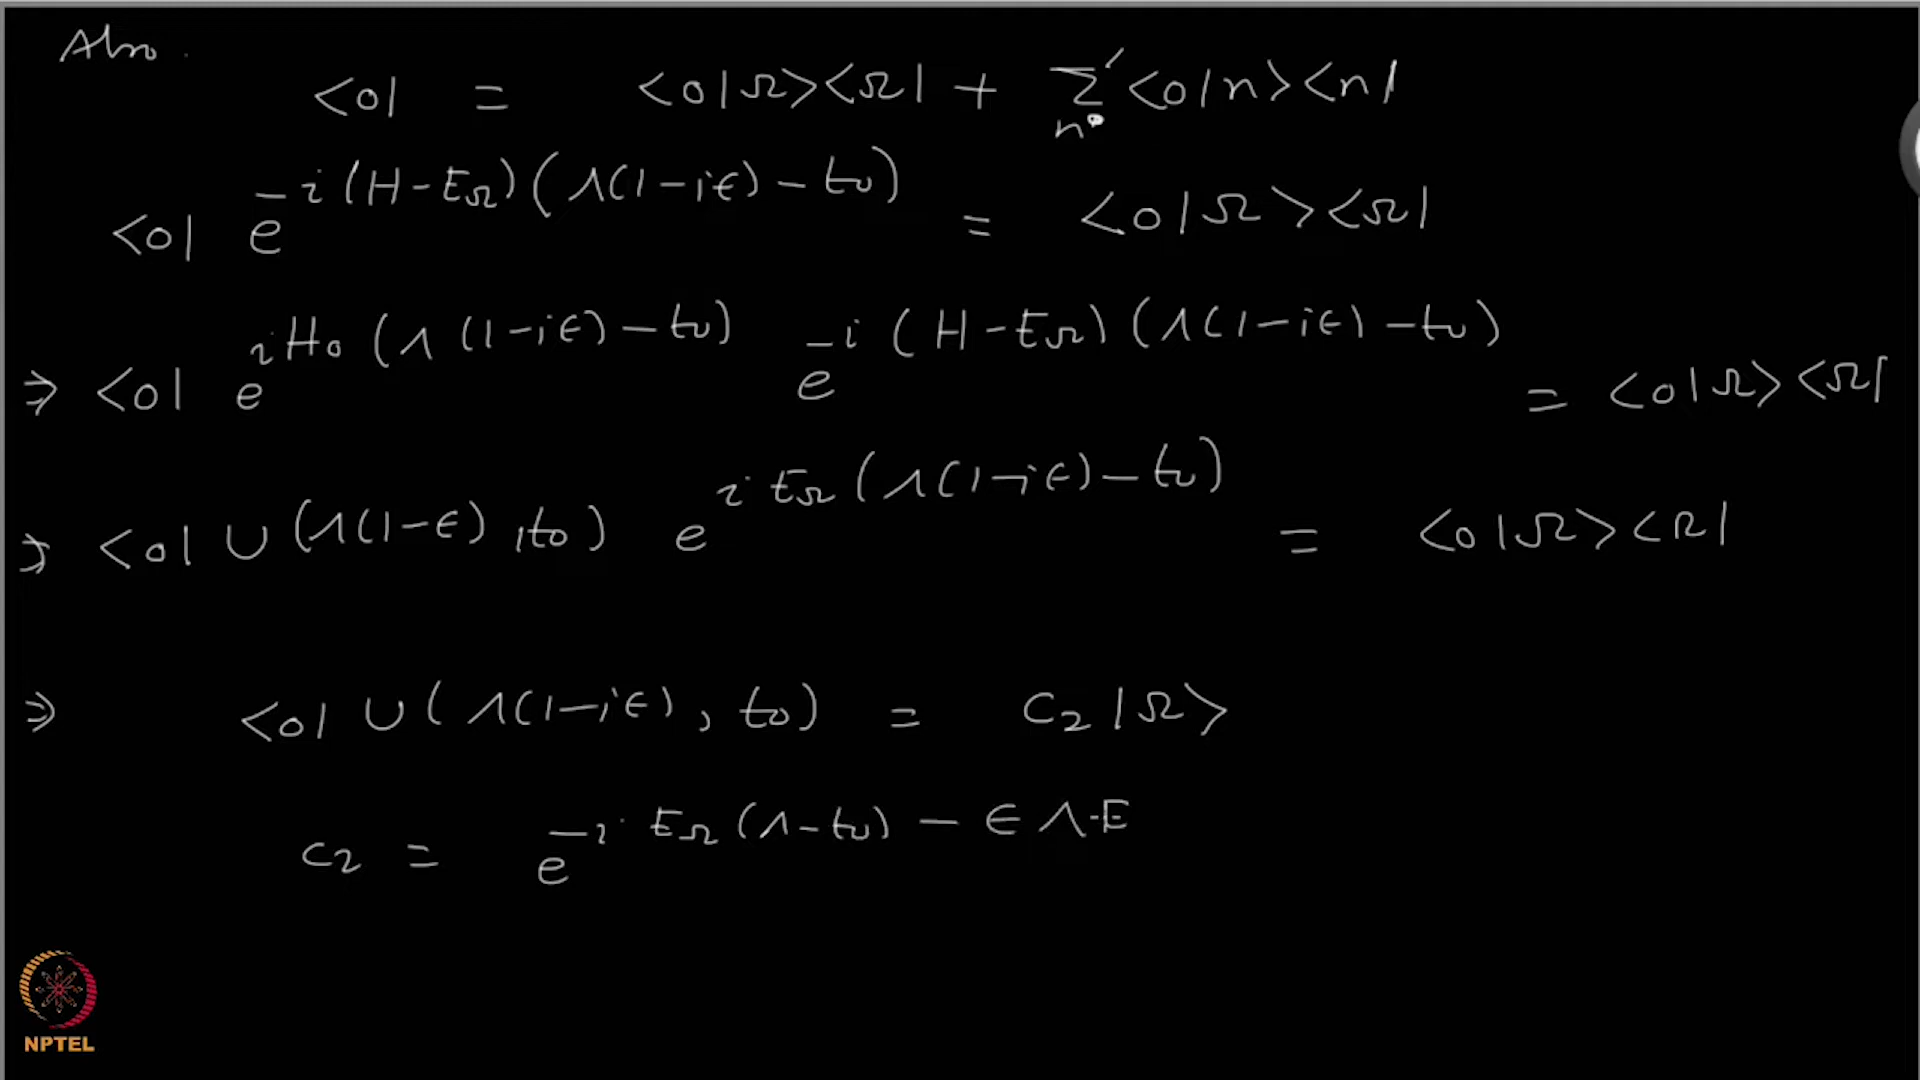 Also.
<0| = <0|Ω><Ω| + Σ'ₙ <0|n><n|
<0| e^{-i(H-E_Ω)(Λ(1-iϵ)-t₀)} = <0|Ω><Ω|
⇒ <0| e^{iH₀(Λ(1-iϵ)-t₀)} e^{-i(H-E_Ω)(Λ(1-iϵ)-t₀)} = <0|Ω><Ω|
⇒ <0| U(Λ(1-ϵ), t₀) e^{iE_Ω(Λ(1-iϵ)-t₀)} = <0|Ω><Ω|
⇒ <0| U(Λ(1-iϵ), t₀) = C₂ |Ω>
C₂ = e^{-i E_Ω(Λ-t₀) - ϵΛ·E}
NPTEL